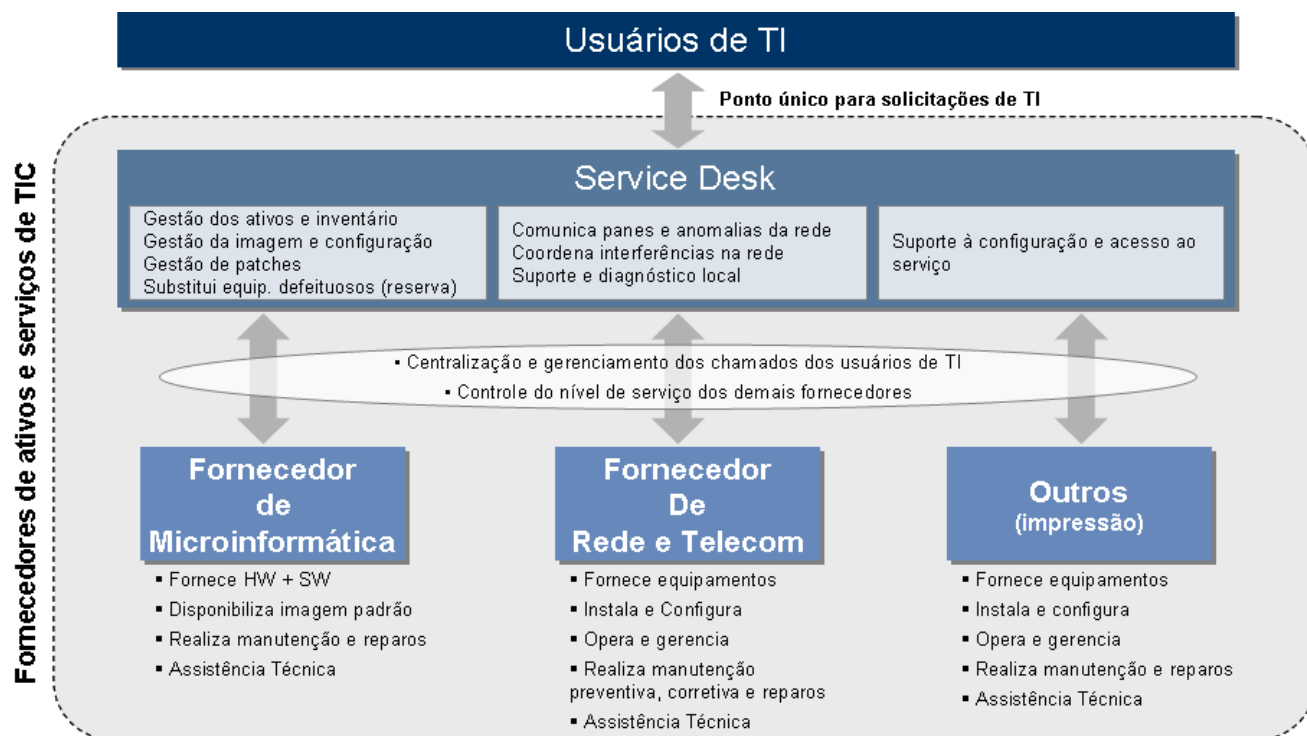 Usuários de TI
Ponto único para solicitações de TI
Fornecedores de ativos e serviços de TIC
Service Desk
Gestão dos ativos e inventário
Gestão da imagem e configuração
Gestão de patches
Substitui equip. defeituosos (reserva)
Comunica panes e anomalias da rede
Coordena interferências na rede
Suporte e diagnóstico local
Suporte à configuração e acesso ao
serviço
▪ Centralização e gerenciamento dos chamados dos usuários de TI
▪ Controle do nível de serviço dos demais fornecedores
Fornecedor
de
Microinformática
▪ Fornece HW + SW
▪ Disponibiliza imagem padrão
▪ Realiza manutenção e reparos
▪ Assistência Técnica
Fornecedor
De
Rede e Telecom
▪ Fornece equipamentos
▪ Instala e Configura
▪ Opera e gerencia
▪ Realiza manutenção
preventiva, corretiva e reparos
▪ Assistência Técnica
Outros
(impressão)
▪ Fornece equipamentos
▪ Instala e configura
▪ Opera e gerencia
▪ Realiza manutenção e reparos
▪ Assistência Técnica